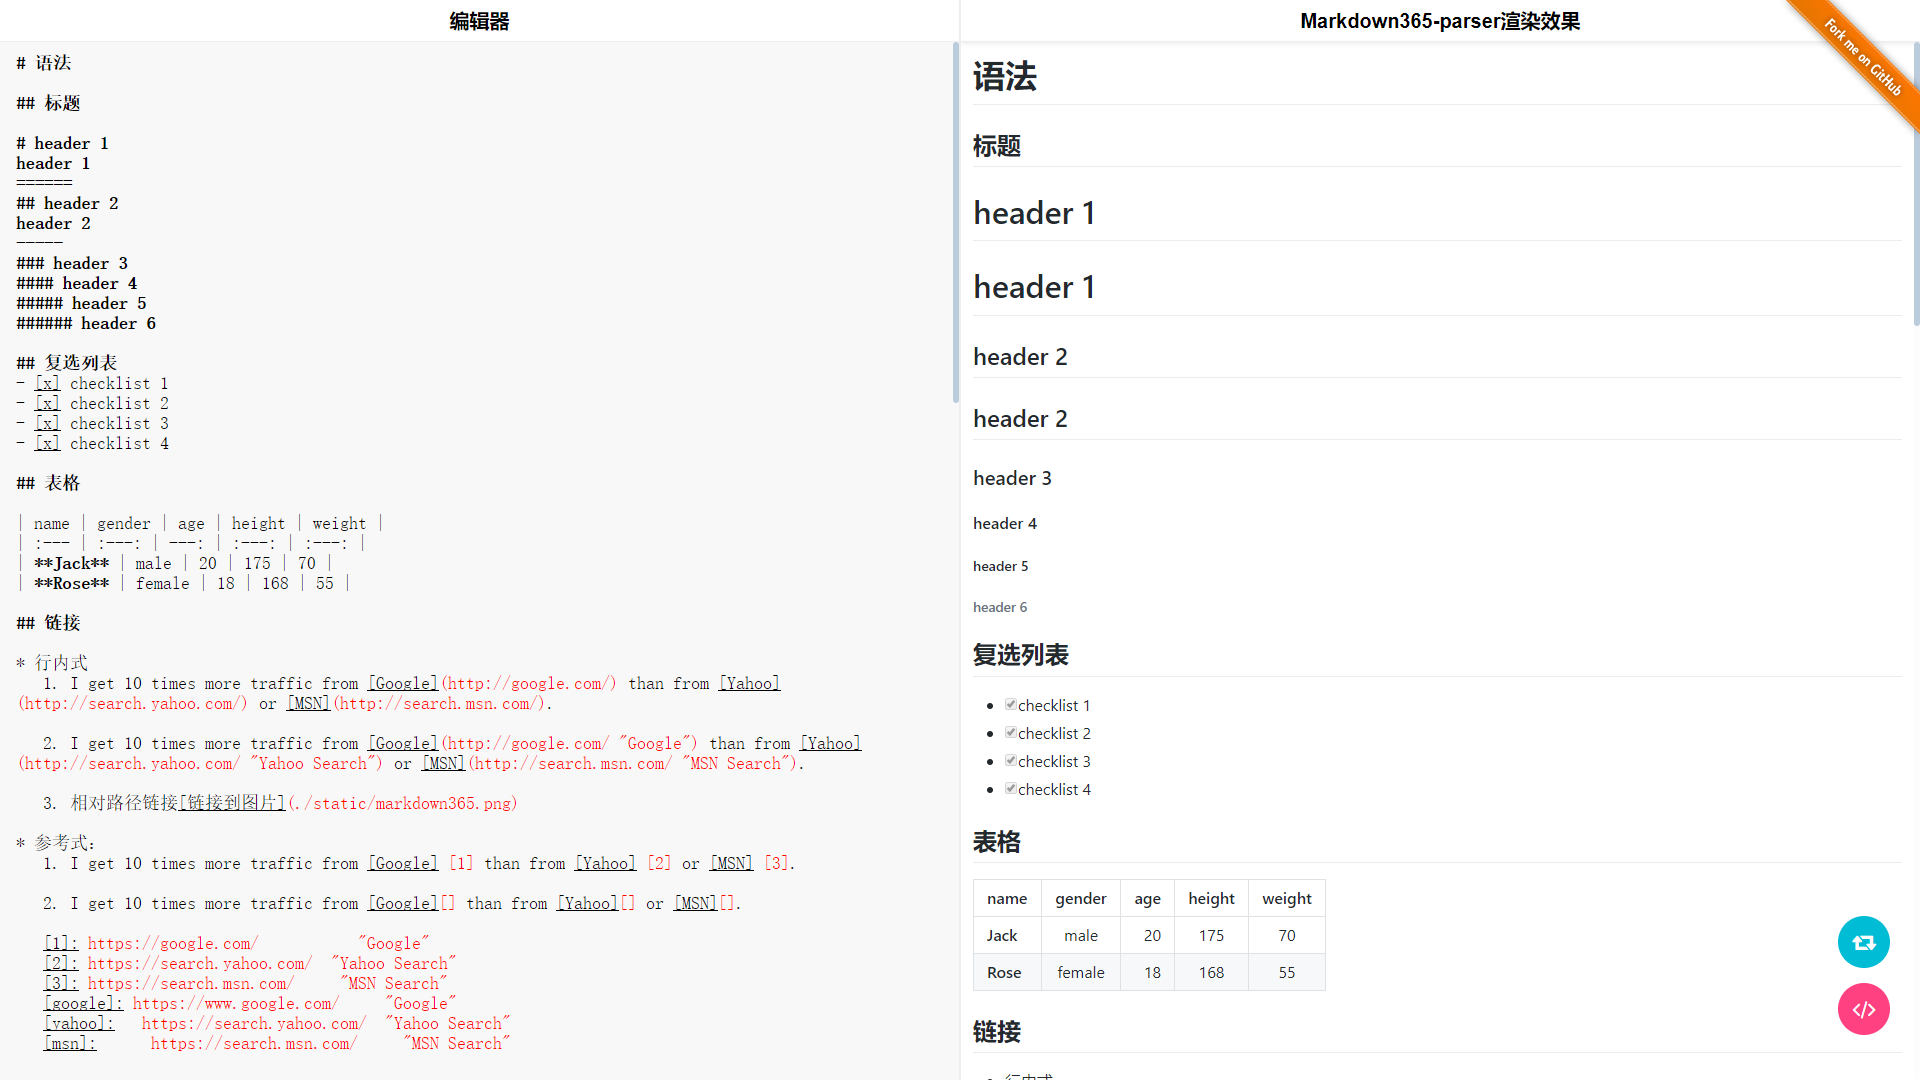 编辑器
# 语法
## 标题
# header 1
header 1
======
## header 2
header 2
-----
### header 3
#### header 4
##### header 5
###### header 6
## 复选列表
- [x] checklist 1
- [x] checklist 2
- [x] checklist 3
- [x] checklist 4
## 表格
| name | gender | age | height | weight |
| :--- | :---: | ---: | :---: | :---: |
| **Jack** | male | 20 | 175 | 70 |
| **Rose** | female | 18 | 168 | 55 |
## 链接
* 行内式
1. I get 10 times more traffic from [Google](http://google.com/) than from [Yahoo]
(http://search.yahoo.com/) or [MSN](http://search.msn.com/).
2. I get 10 times more traffic from [Google](http://google.com/ "Google") than from [Yahoo]
(http://search.yahoo.com/ "Yahoo Search") or [MSN](http://search.msn.com/ "MSN Search").
3. 相对路径链接[链接到图片](./static/markdown365.png)
* 参考式:
1. I get 10 times more traffic from [Google] [1] than from [Yahoo] [2] or [MSN] [3].
2. I get 10 times more traffic from [Google][] than from [Yahoo][] or [MSN][].
[1]: https://google.com/ "Google"
[2]: https://search.yahoo.com/ "Yahoo Search"
[3]: https://search.msn.com/ "MSN Search"
[google]: https://www.google.com/ "Google"
[yahoo]: https://search.yahoo.com/ "Yahoo Search"
[msn]: https://search.msn.com/ "MSN Search"
Markdown365-parser渲染效果
Fork me on GitHub
语法
标题
header 1
header 1
header 2
header 2
header 3
header 4
header 5
header 6
复选列表
checklist 1
checklist 2
checklist 3
checklist 4
表格
name gender age height weight
Jack male 20 175 70
Rose female 18 168 55
链接
行内式